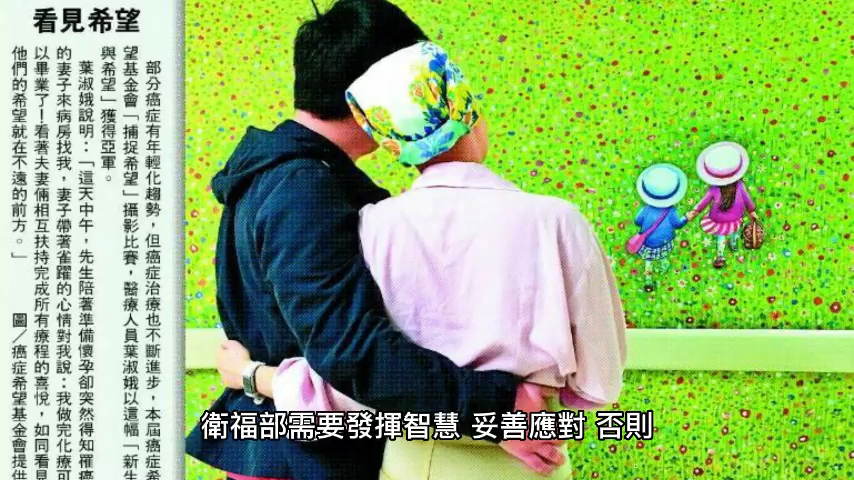 看見希望
部分癌症有年輕化趨勢，但癌症治療也不斷進步，本屆癌症希
望基金會「捕捉希望」攝影比賽，醫療人員葉淑娥以這幅「新生
與希望」獲得亞軍。
葉淑娥說明：「這天中午，先生陪著準備懷孕卻突然得知罹癌
的妻子來病房找我，妻子帶著雀躍的心情對我說：我做完化療可
以畢業了！看著夫妻倆相互扶持完成所有療程的喜悅，如同看見
他們的希望就在不遠的前方。」
圖／癌症希望基金會提供
衛福部需要發揮智慧 妥善應對 否則